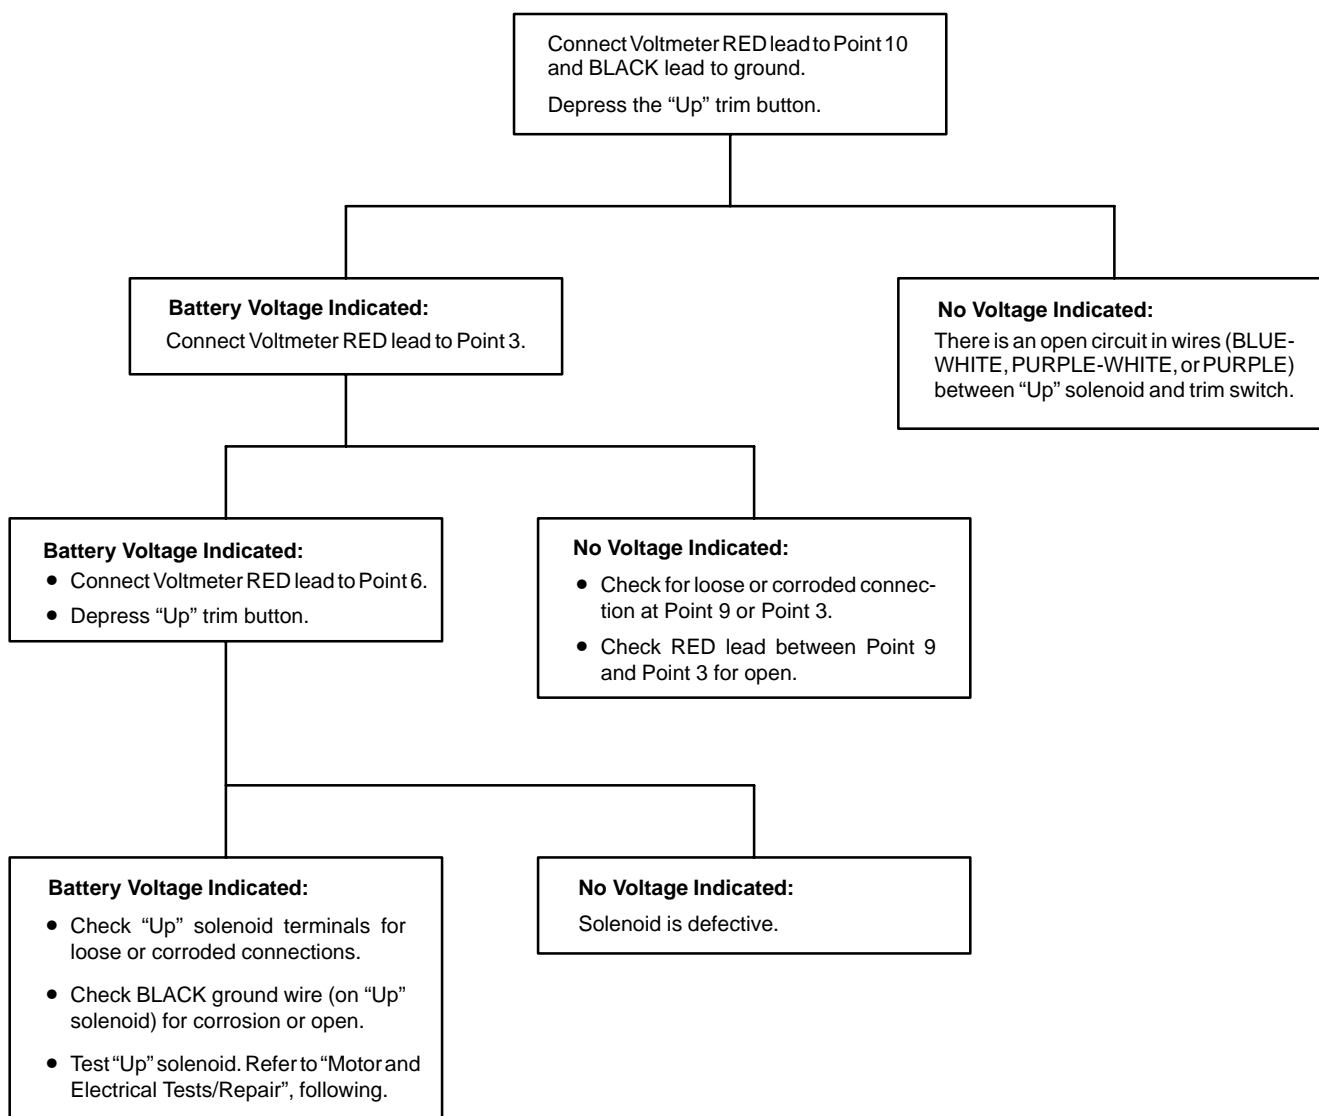 Connect Voltmeter RED lead to Point 10
and BLACK lead to ground.
Depress the “Up” trim button.
Battery Voltage Indicated:
Connect Voltmeter RED lead to Point 3.
No Voltage Indicated:
There is an open circuit in wires (BLUE-
WHITE, PURPLE-WHITE, or PURPLE)
between “Up” solenoid and trim switch.
Battery Voltage Indicated:
• Connect Voltmeter RED lead to Point 6.
• Depress “Up” trim button.
No Voltage Indicated:
• Check for loose or corroded connec-
tion at Point 9 or Point 3.
• Check RED lead between Point 9
and Point 3 for open.
Battery Voltage Indicated:
• Check “Up” solenoid terminals for
loose or corroded connections.
• Check BLACK ground wire (on “Up”
solenoid) for corrosion or open.
• Test “Up” solenoid. Refer to “Motor and
Electrical Tests/Repair”, following.
No Voltage Indicated:
Solenoid is defective.